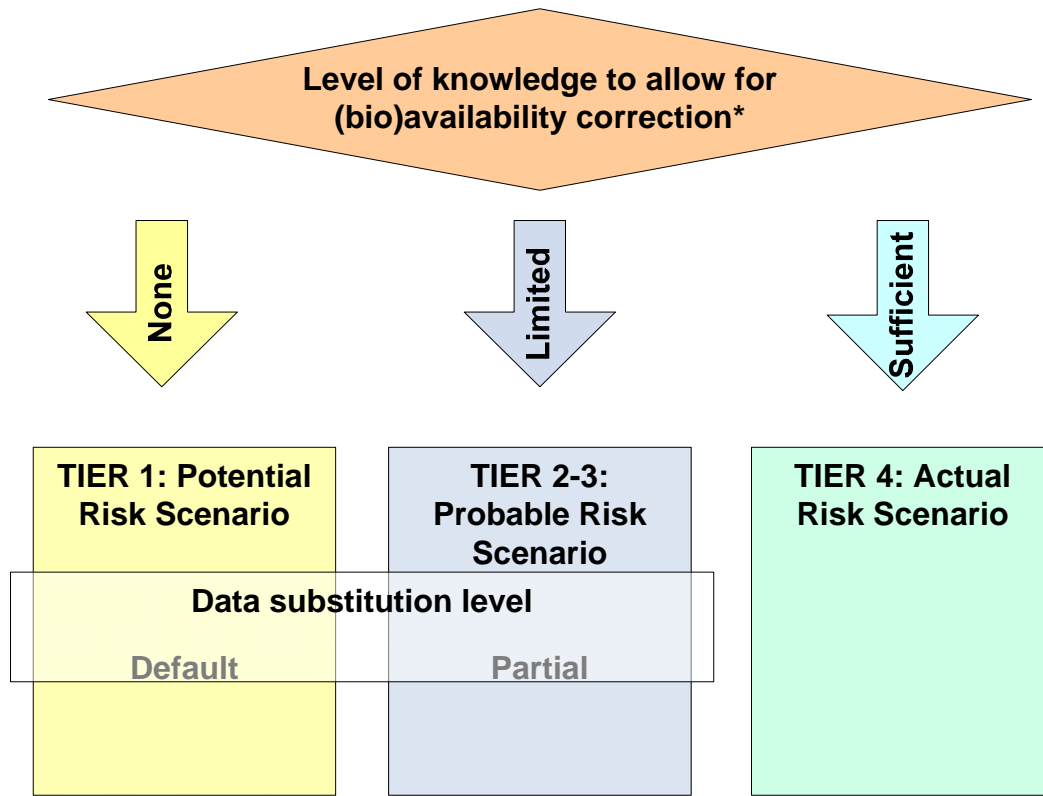 Level of knowledge to allow for
(bio)availability correction*
None
Limited
Sufficient
TIER 1: Potential
Risk Scenario
TIER 2-3:
Probable Risk
Scenario
TIER 4: Actual
Risk Scenario
Data substitution level
Default
Partial